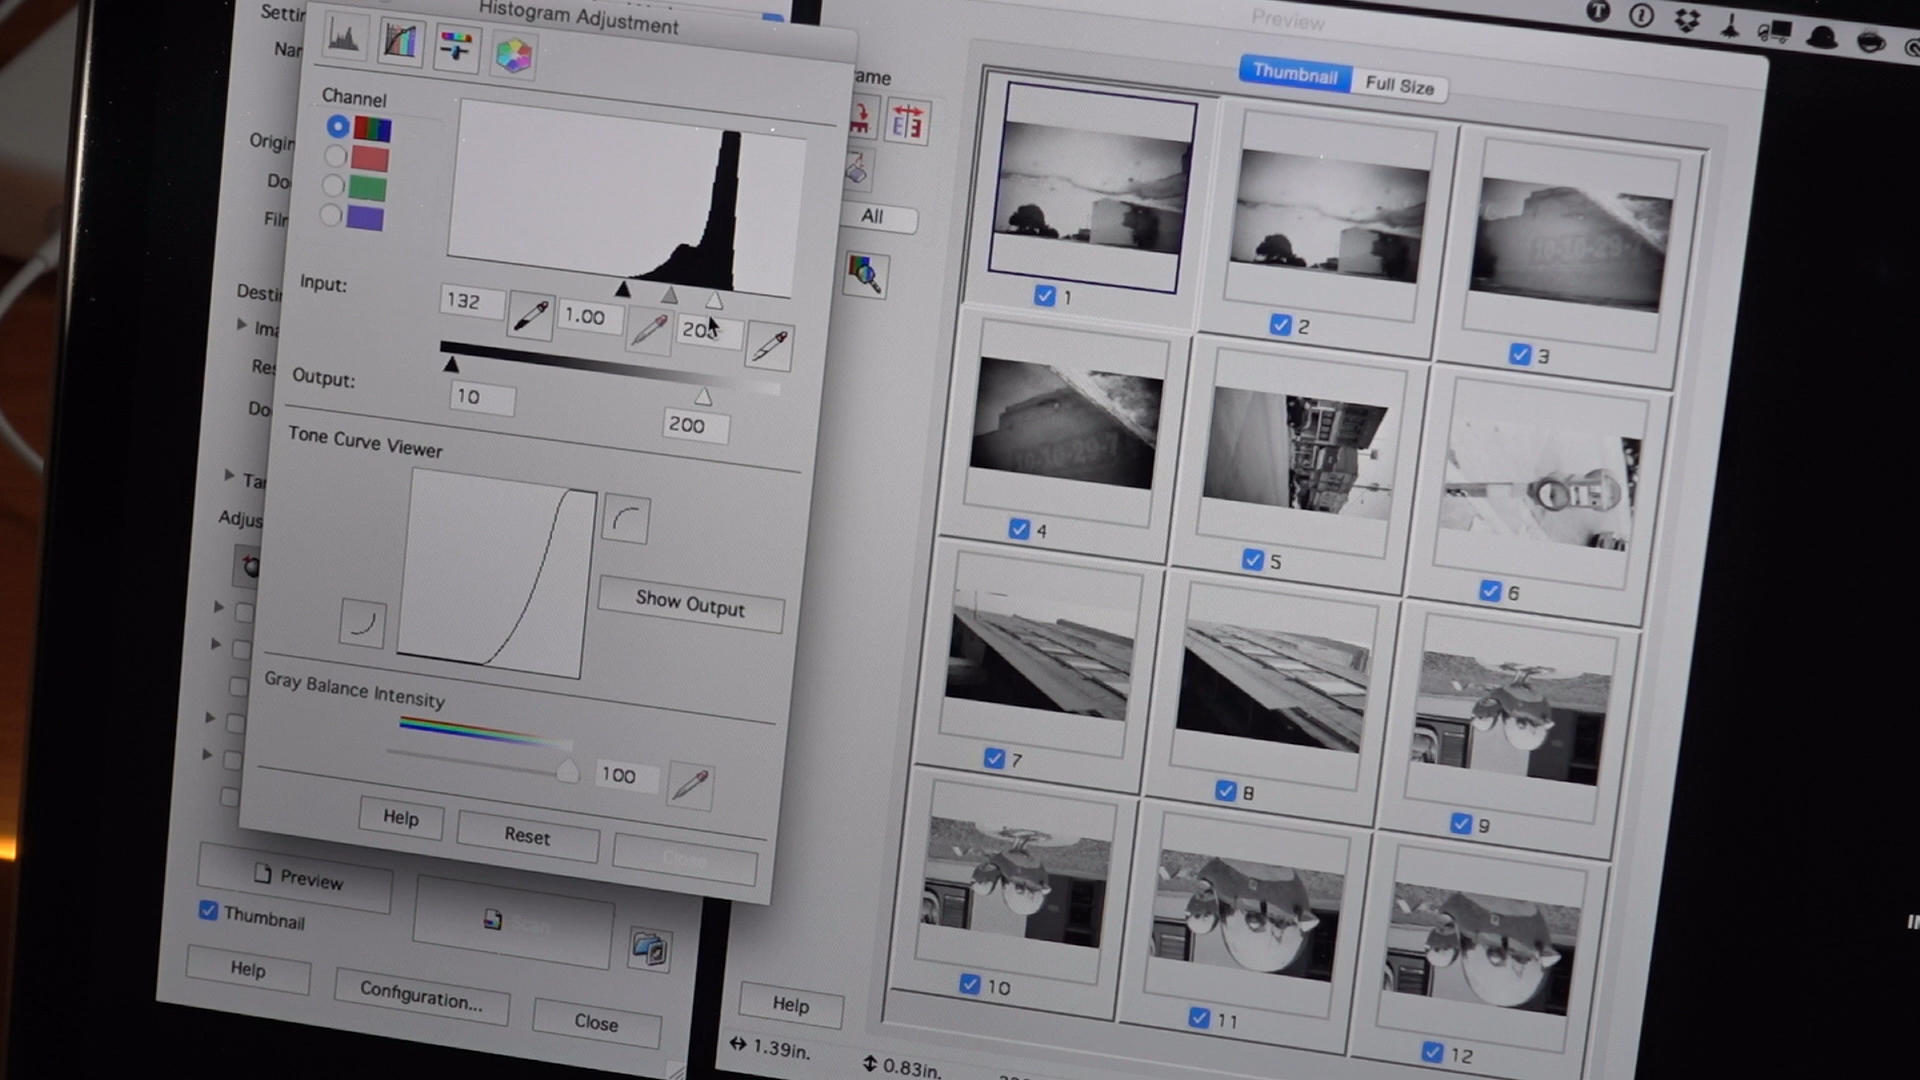 Histogram Adjustment
Channel
Input:
132
1.00
Output:
10
200
Tone Curve Viewer
Show Output
Gray Balance Intensity
100
Help
Reset
Close
Preview
Thumbnail
Scan
Help
Configuration...
Close
Preview
Thumbnail
Full Size
All
1
2
3
4
5
6
7
8
9
10
11
12
Help
1.39in.
0.83in.